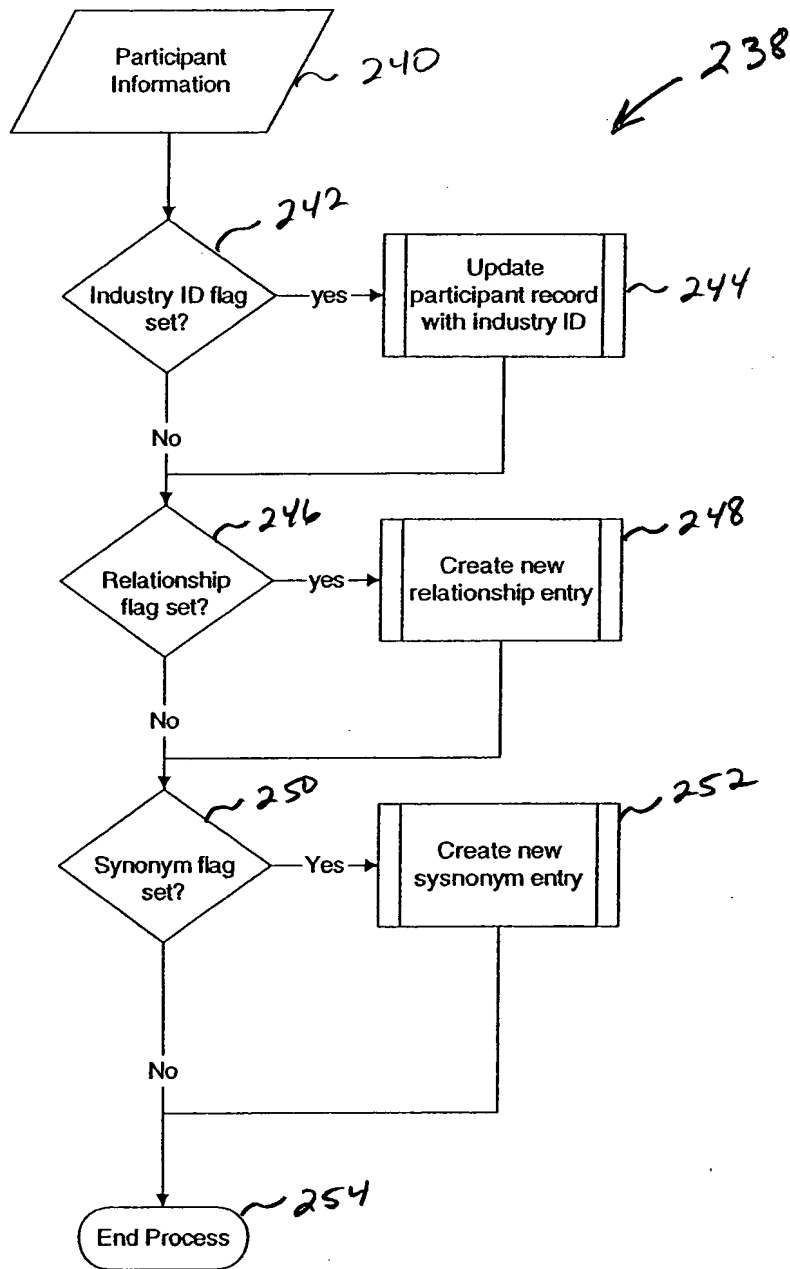 Participant
Information
240
238
242
Industry ID flag
set?
yes
Update
participant record
with industry ID
244
No
246
Relationship
flag set?
yes
Create new
relationship entry
248
No
250
Synonym flag
set?
Yes
Create new
sysnonym entry
252
No
254
End Process